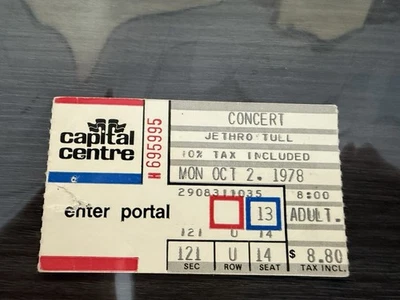 capital
centre
H 695995
CONCERT
JETHRO TULL
10% TAX INCLUDED
MON OCT 2. 1978
2908311035 8:00
enter portal 13 ADULT.
121 U 14
121 U 14 $ 8.80
SEC ROW SEAT TAX INCL.